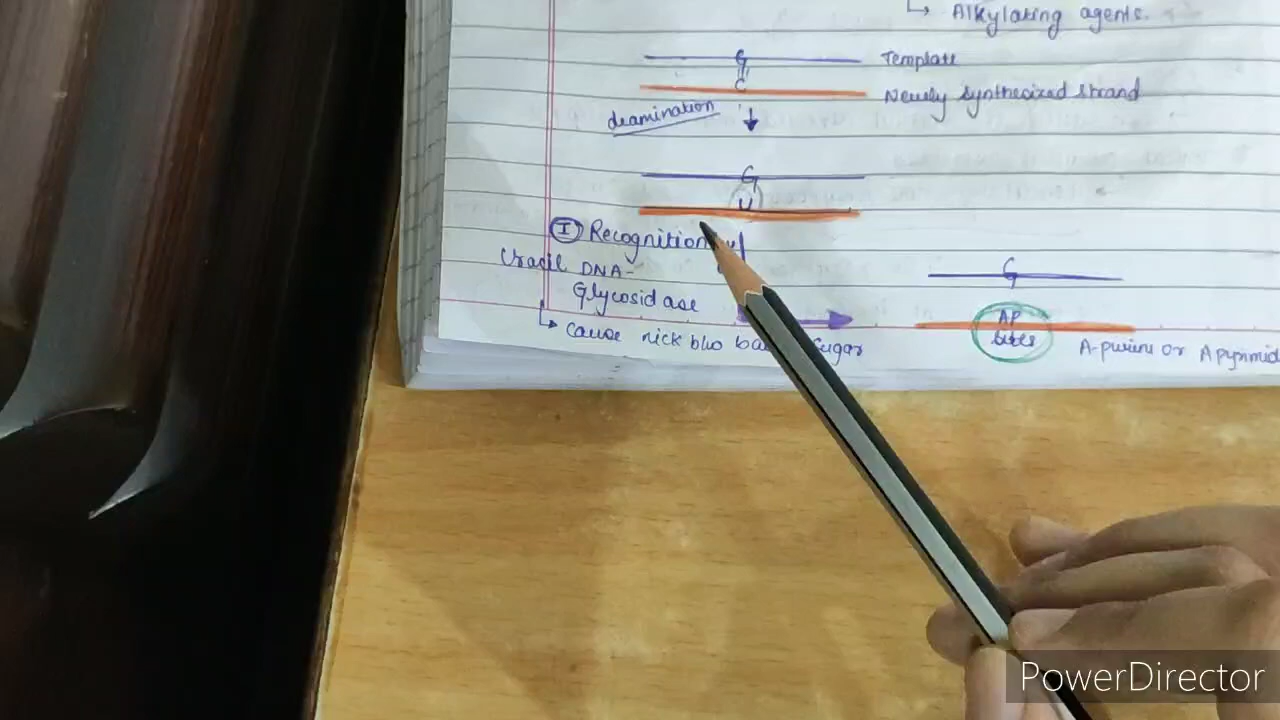 ↳ Alkylating agents.
G Template
C Newly synthesized strand
deamination ↓
G
U
I Recognition
Uracil DNA-
Glycosidase
G
AP
sites
↳ cause nick b/w sugar
A-purine or Apyrimid
PowerDirector